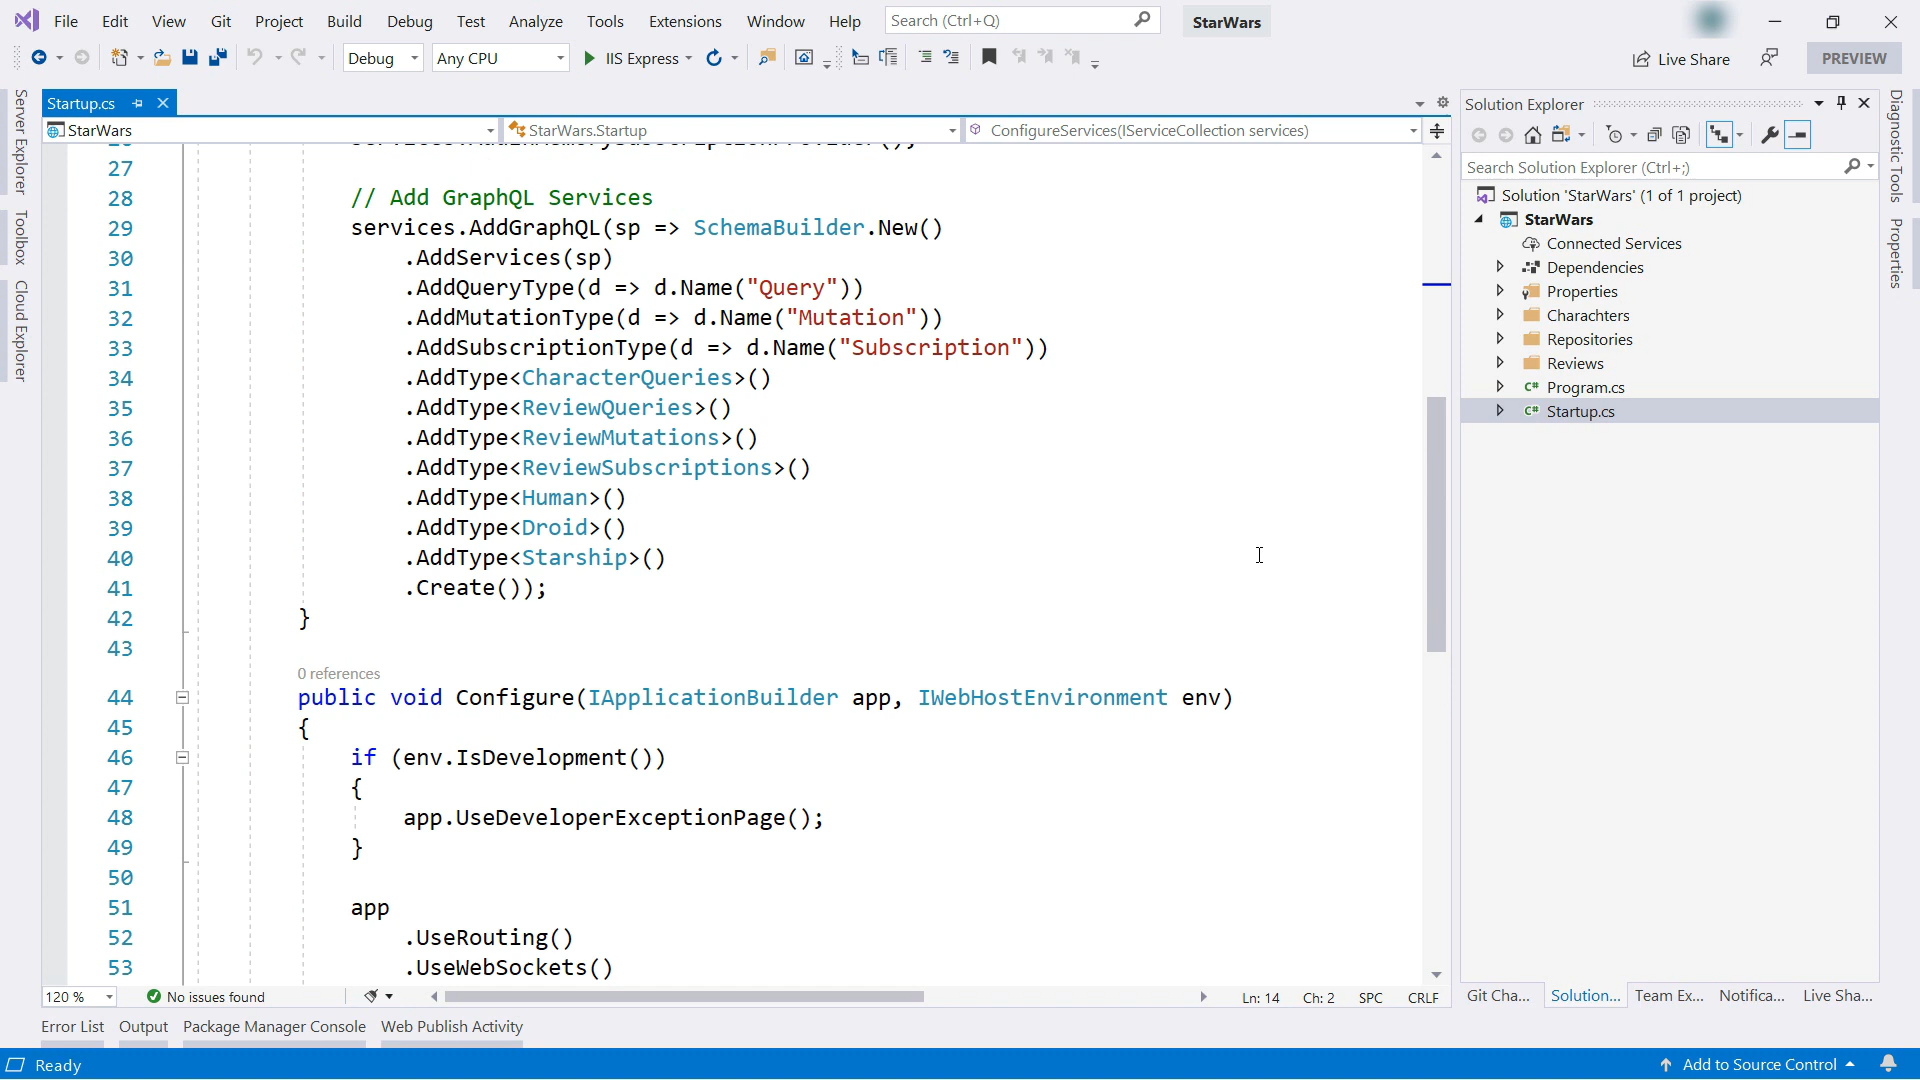 File Edit View Git Project Build Debug Test Analyze Tools Extensions Window Help Search (Ctrl+Q) StarWars
Debug Any CPU IIS Express Live Share PREVIEW
Server Explorer
Toolbox
Cloud Explorer
Startup.cs
StarWars StarWars.Startup ConfigureServices(IServiceCollection services)
27
28 // Add GraphQL Services
29 services.AddGraphQL(sp => SchemaBuilder.New()
30 .AddServices(sp)
31 .AddQueryType(d => d.Name("Query"))
32 .AddMutationType(d => d.Name("Mutation"))
33 .AddSubscriptionType(d => d.Name("Subscription"))
34 .AddType<CharacterQueries>()
35 .AddType<ReviewQueries>()
36 .AddType<ReviewMutations>()
37 .AddType<ReviewSubscriptions>()
38 .AddType<Human>()
39 .AddType<Droid>()
40 .AddType<Starship>()
41 .Create());
42 }
43
0 references
44 public void Configure(IApplicationBuilder app, IWebHostEnvironment env)
45 {
46 if (env.IsDevelopment())
47 {
48 app.UseDeveloperExceptionPage();
49 }
50
51 app
52 .UseRouting()
53 .UseWebSockets()
120 % No issues found Ln: 14 Ch: 2 SPC CRLF
Solution Explorer
Search Solution Explorer (Ctrl+;)
Solution 'StarWars' (1 of 1 project)
StarWars
Connected Services
Dependencies
Properties
Charachters
Repositories
Reviews
C# Program.cs
C# Startup.cs
Git Cha... Solution... Team Ex... Notifica... Live Sha...
Diagnostic Tools
Properties
Error List Output Package Manager Console Web Publish Activity
Ready Add to Source Control